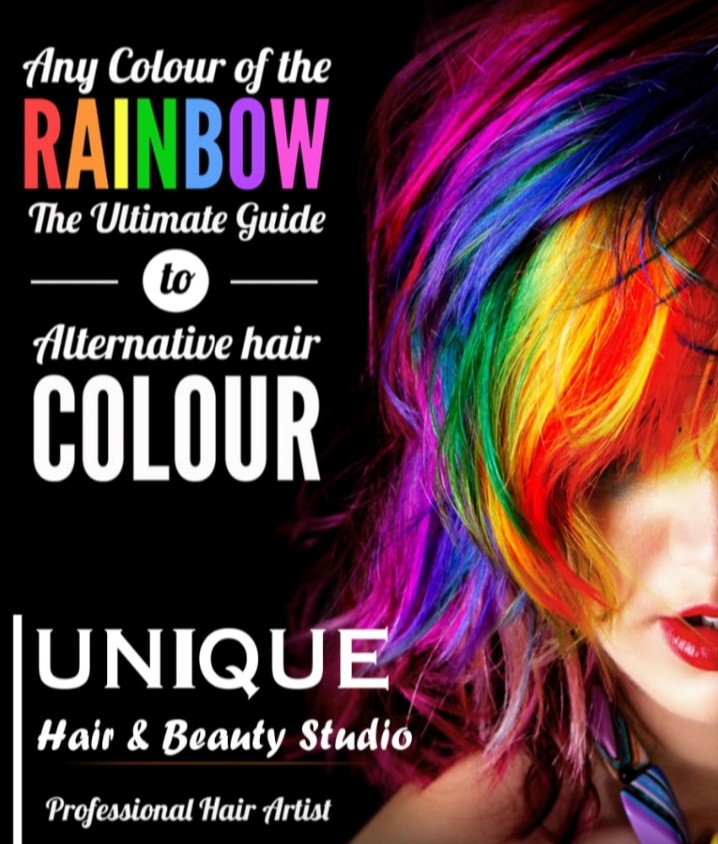 Any Colour of the
RAINBOW
The Ultimate Guide
to
Alternative hair
COLOUR
UNIQUE
Hair & Beauty Studio
Professional Hair Artist